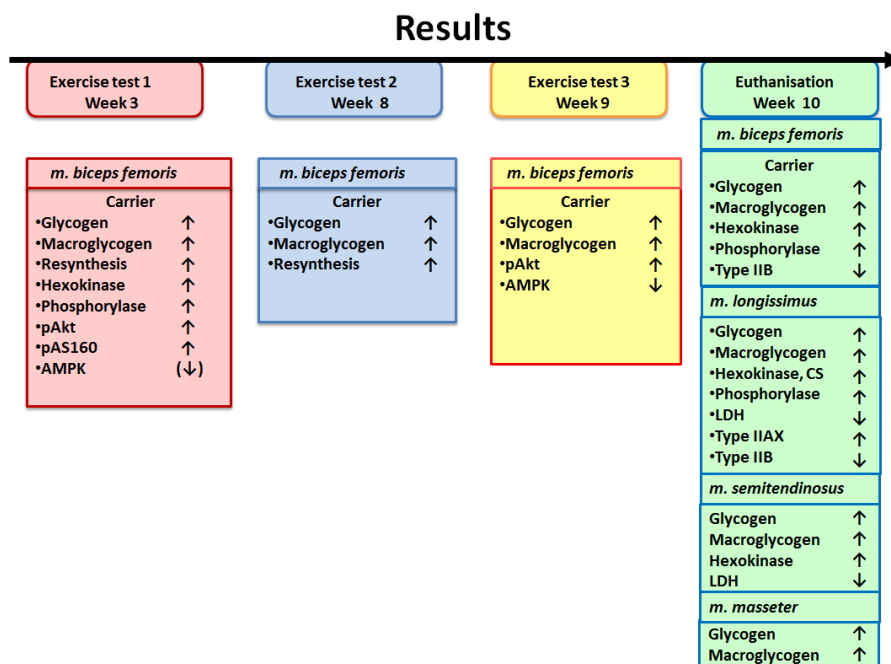 Results
Exercise test 1
Week 3
Exercise test 2
Week 8
Exercise test 3
Week 9
Euthanisation
Week 10
m. biceps femoris
Carrier
•Glycogen ↑
•Macroglycogen ↑
•Resynthesis ↑
•Hexokinase ↑
•Phosphorylase ↑
•pAkt ↑
•pAS160 ↑
•AMPK (↓)
m. biceps femoris
Carrier
•Glycogen ↑
•Macroglycogen ↑
•Resynthesis ↑
m. biceps femoris
Carrier
•Glycogen ↑
•Macroglycogen ↑
•pAkt ↑
•AMPK ↓
m. biceps femoris
Carrier
•Glycogen ↑
•Macroglycogen ↑
•Hexokinase ↑
•Phosphorylase ↑
•Type IIB ↓
m. longissimus
•Glycogen ↑
•Macroglycogen ↑
•Hexokinase, CS ↑
•Phosphorylase ↑
•LDH ↓
•Type IIAX ↑
•Type IIB ↓
m. semitendinosus
Glycogen ↑
Macroglycogen ↑
Hexokinase ↑
LDH ↓
m. masseter
Glycogen ↑
Macroglycogen ↑